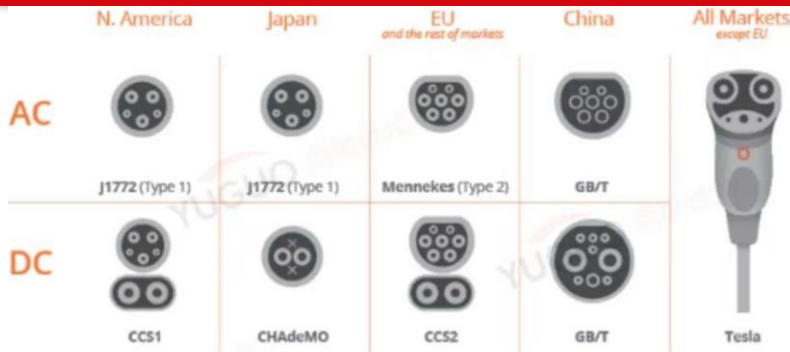 N. America
Japan
EU
and the rest of markets
China
All Markets
except EU
AC
J1772 (Type 1)
J1772 (Type 1)
Mennekes (Type 2)
GB/T
YUGUO
DC
CCS1
CHAdeMO
CCS2
GB/T
Tesla